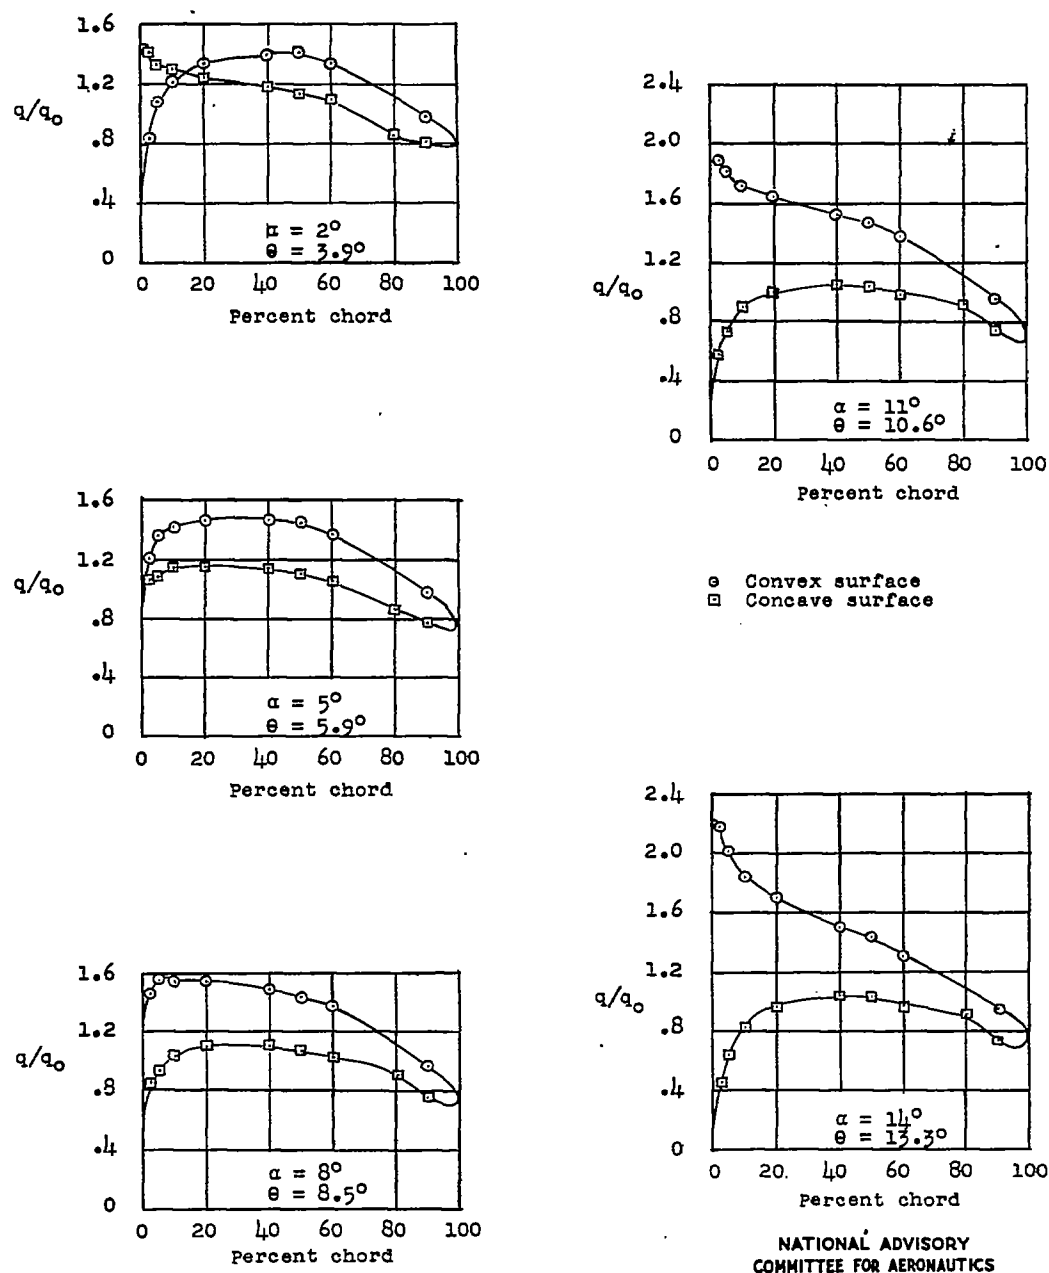 1.6
1.2
q/qo
.8
.4
0
α = 2°
θ = 3.9°
0 20 40 60 80 100
Percent chord
1.6
1.2
q/qo
.8
.4
0
α = 5°
θ = 5.9°
0 20 40 60 80 100
Percent chord
1.6
1.2
q/qo
.8
.4
0
α = 8°
θ = 8.5°
0 20 40 60 80 100
Percent chord
2.4
2.0
1.6
1.2
q/qo
.8
.4
0
α = 11°
θ = 10.6°
0 20 40 60 80 100
Percent chord
Convex surface
Concave surface
2.4
2.0
1.6
1.2
q/qo
.8
.4
0
α = 14°
θ = 13.3°
0 20. 40 60 80 100
Percent chord
NATIONAL ADVISORY
COMMITTEE FOR AERONAUTICS